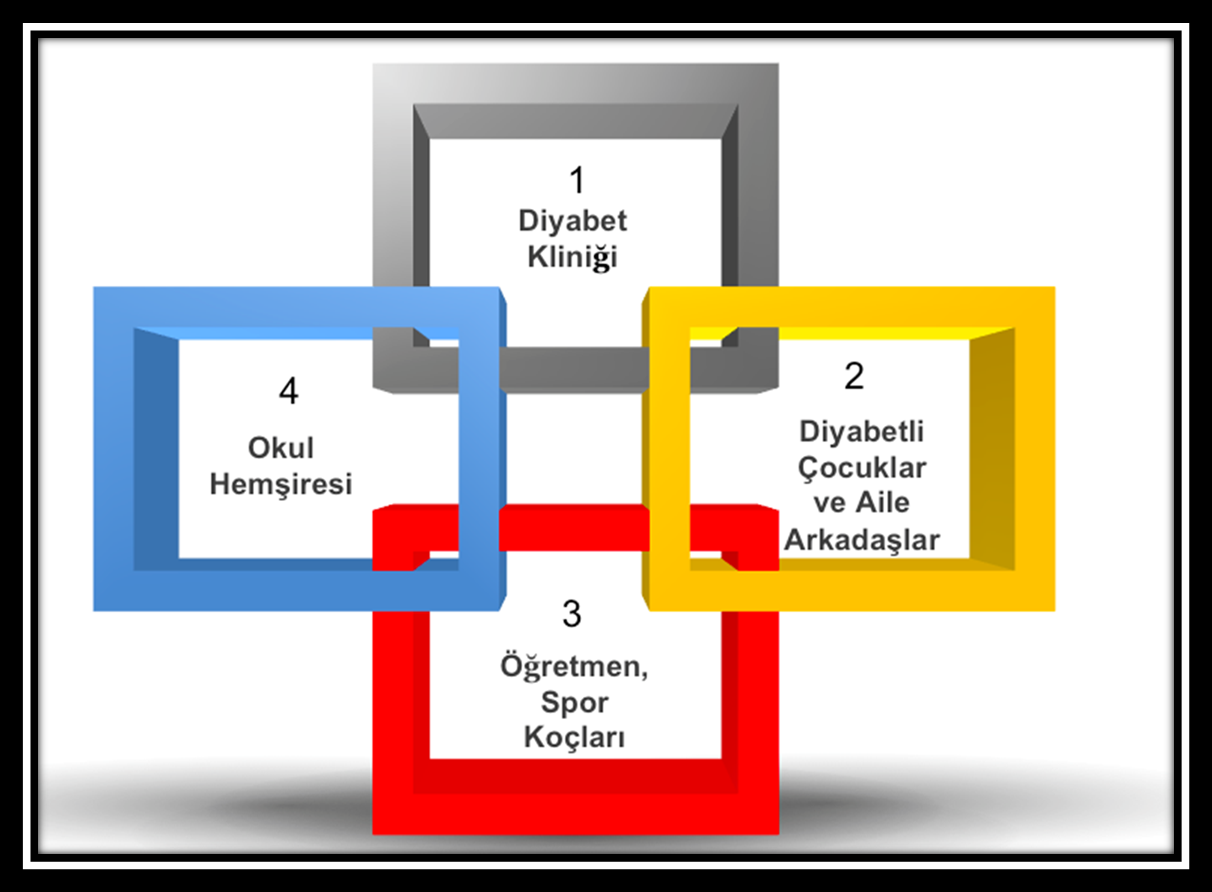 1
Diyabet
Kliniği
2
Diyabetli
Çocuklar
ve Aile
Arkadaşlar
3
Öğretmen,
Spor
Koçları
4
Okul
Hemşiresi